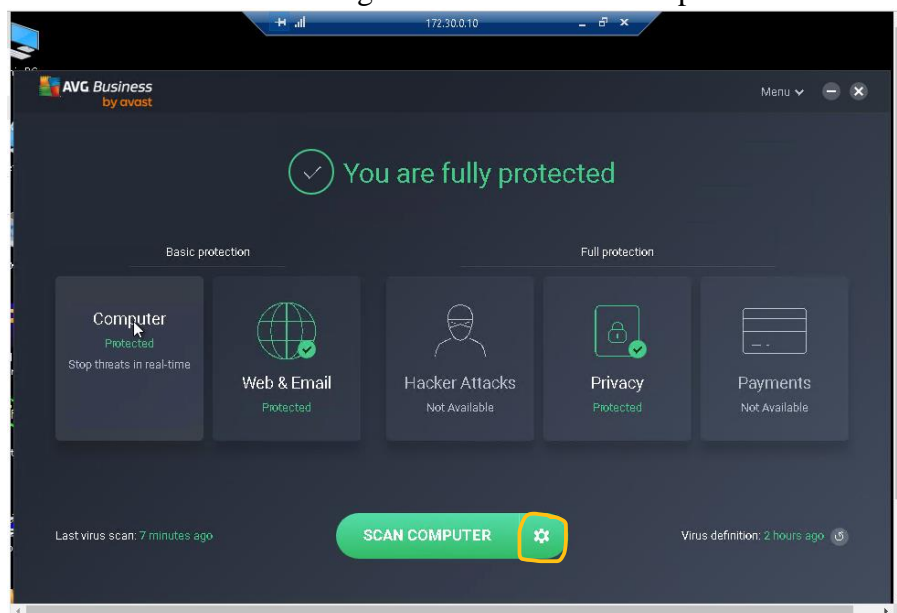 172.30.0.10
AVG Business
by avast
Menu
You are fully protected
Basic protection
Full protection
Computer
Protected
Stop threats in real-time
Web & Email
Protected
Hacker Attacks
Not Available
Privacy
Protected
Payments
Not Available
Last virus scan: 7 minutes ago
SCAN COMPUTER
Virus definition: 2 hours ago